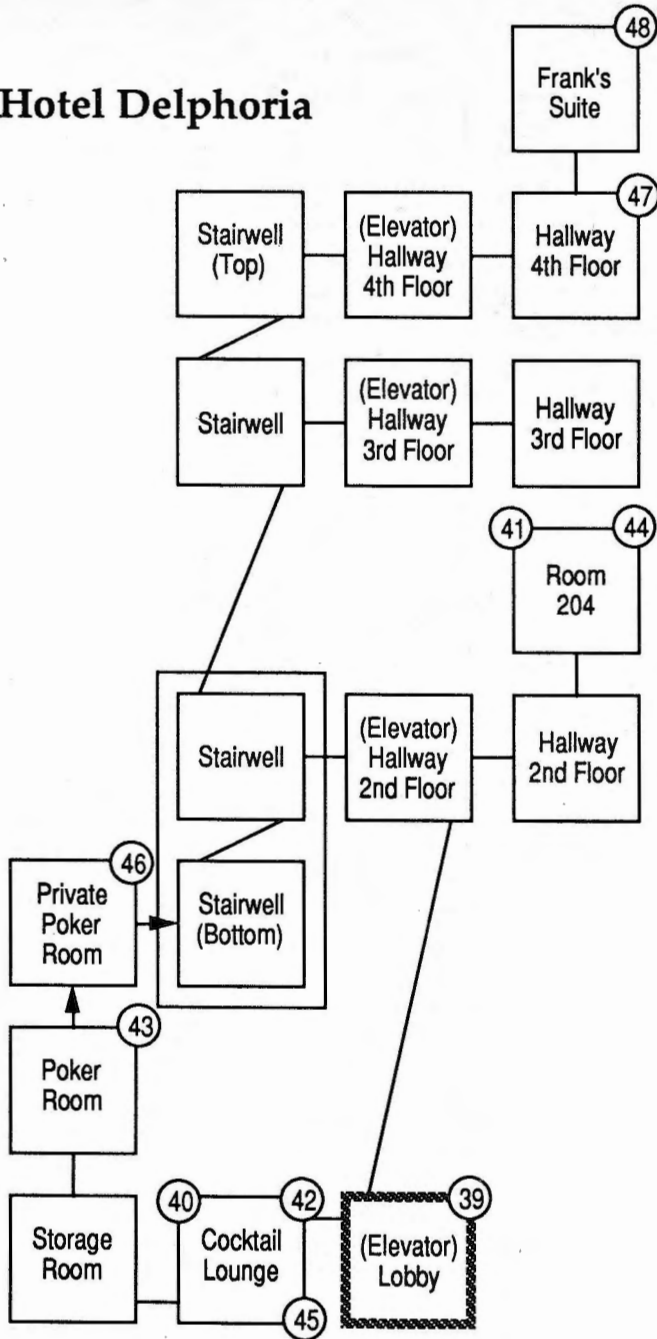 48
Frank's
Suite
Hotel Delphoria
47
Stairwell
(Top)
(Elevator)
Hallway
4th Floor
Hallway
4th Floor
Stairwell
(Elevator)
Hallway
3rd Floor
Hallway
3rd Floor
41
44
Room
204
Stairwell
(Elevator)
Hallway
2nd Floor
Hallway
2nd Floor
46
Private
Poker
Room
Stairwell
(Bottom)
43
Poker
Room
40
42
39
Storage
Room
Cocktail
Lounge
(Elevator)
Lobby
45